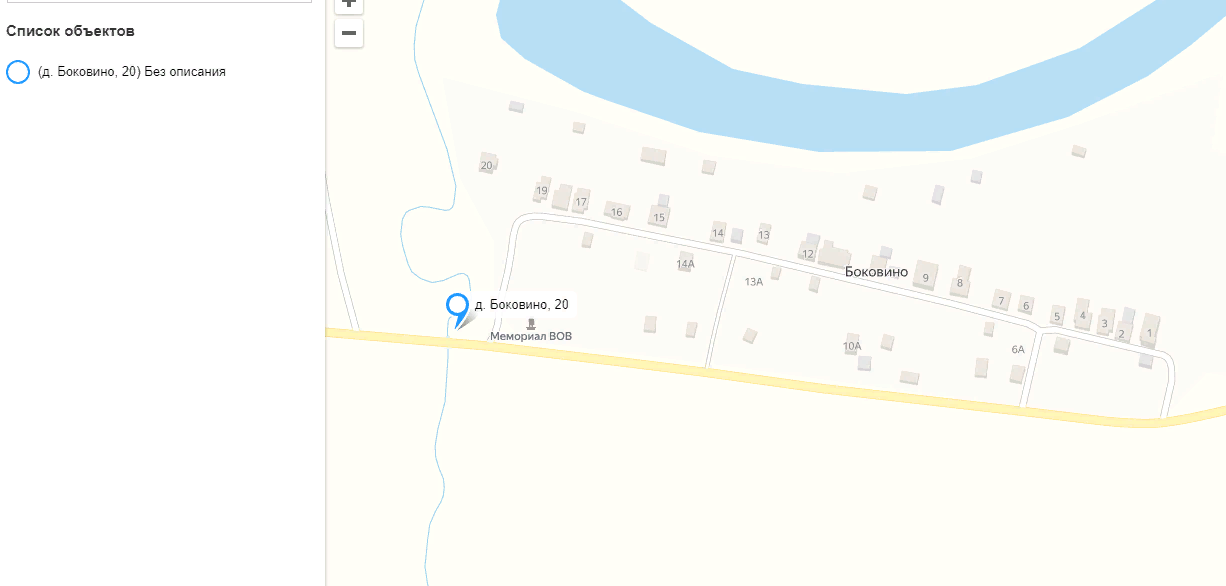 Список объектов
(д. Боковино, 20) Без описания
20
19
17
16
15
14
13
12
14А
13А
Боковино
9
8
7
6
5
4
3
2
1
д. Боковино, 20
Мемориал ВОВ
10А
6А